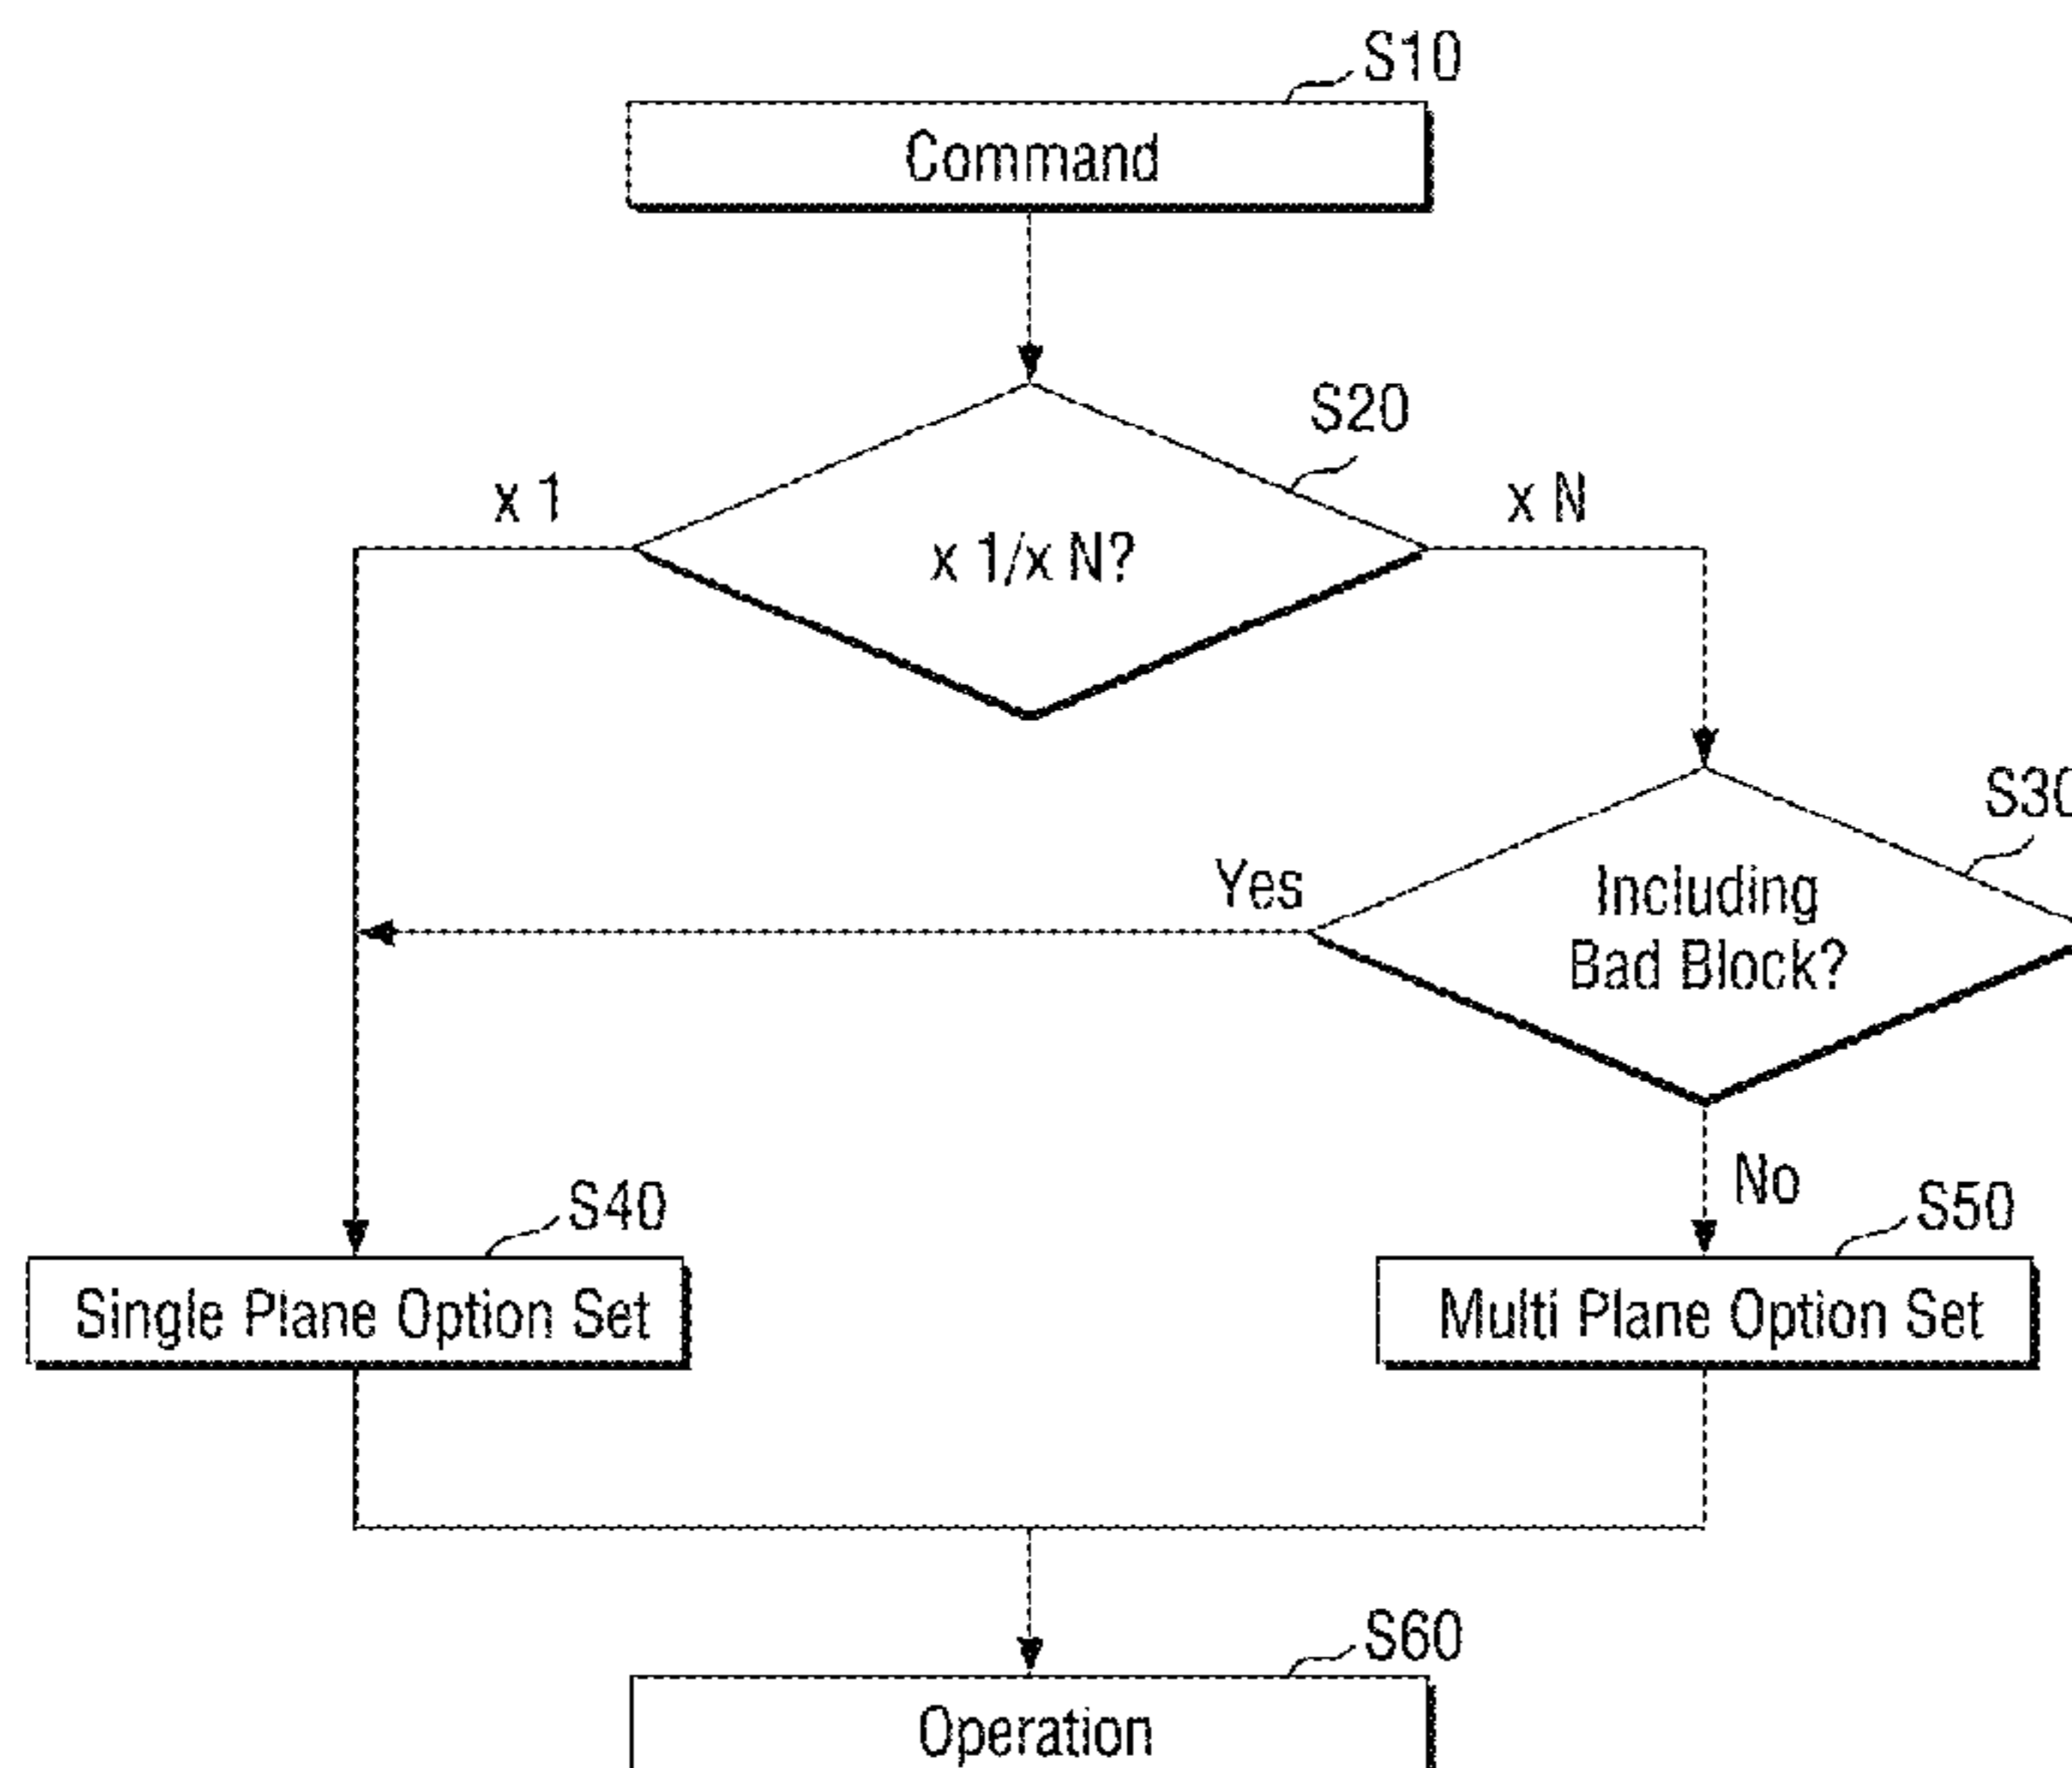 S10
Command
S20
x 1
x N
x 1/x N?
S30
Yes
Including
Bad Block?
No
S40
S50
Single Plane Option Set
Multi Plane Option Set
S60
Operation